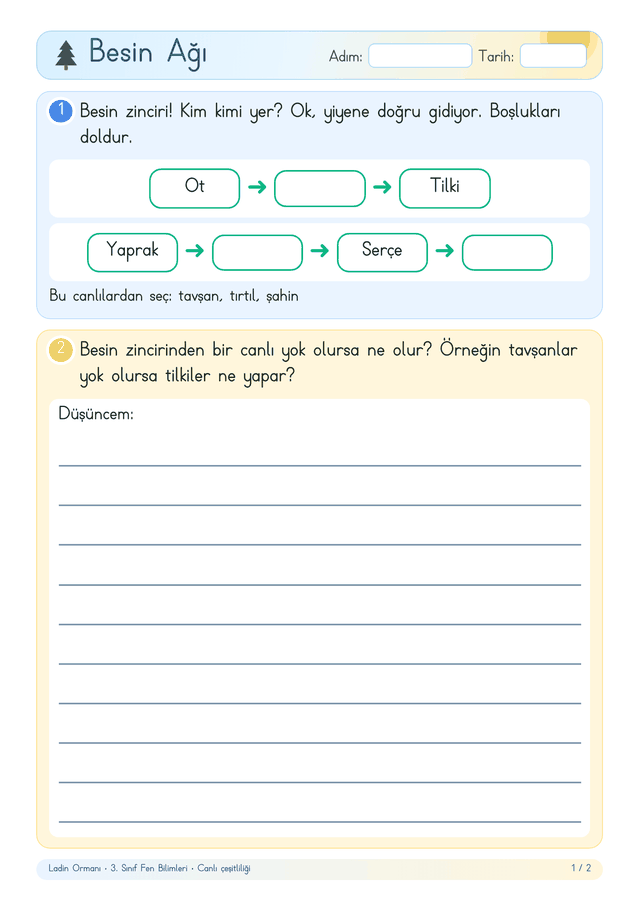 Besin Ağı
Adım:
Tarih:
1
Besin zinciri! Kim kimi yer? Ok, yiyene doğru gidiyor. Boşlukları
doldur.
Ot → → Tilki
Yaprak → → Serçe →
Bu canlılardan seç: tavşan, tırtıl, şahin
2
Besin zincirinden bir canlı yok olursa ne olur? Örneğin tavşanlar
yok olursa tilkiler ne yapar?
Düşüncem:
Ladin Ormanı • 3. Sınıf Fen Bilimleri • Canlı çeşitliliği
1 / 2